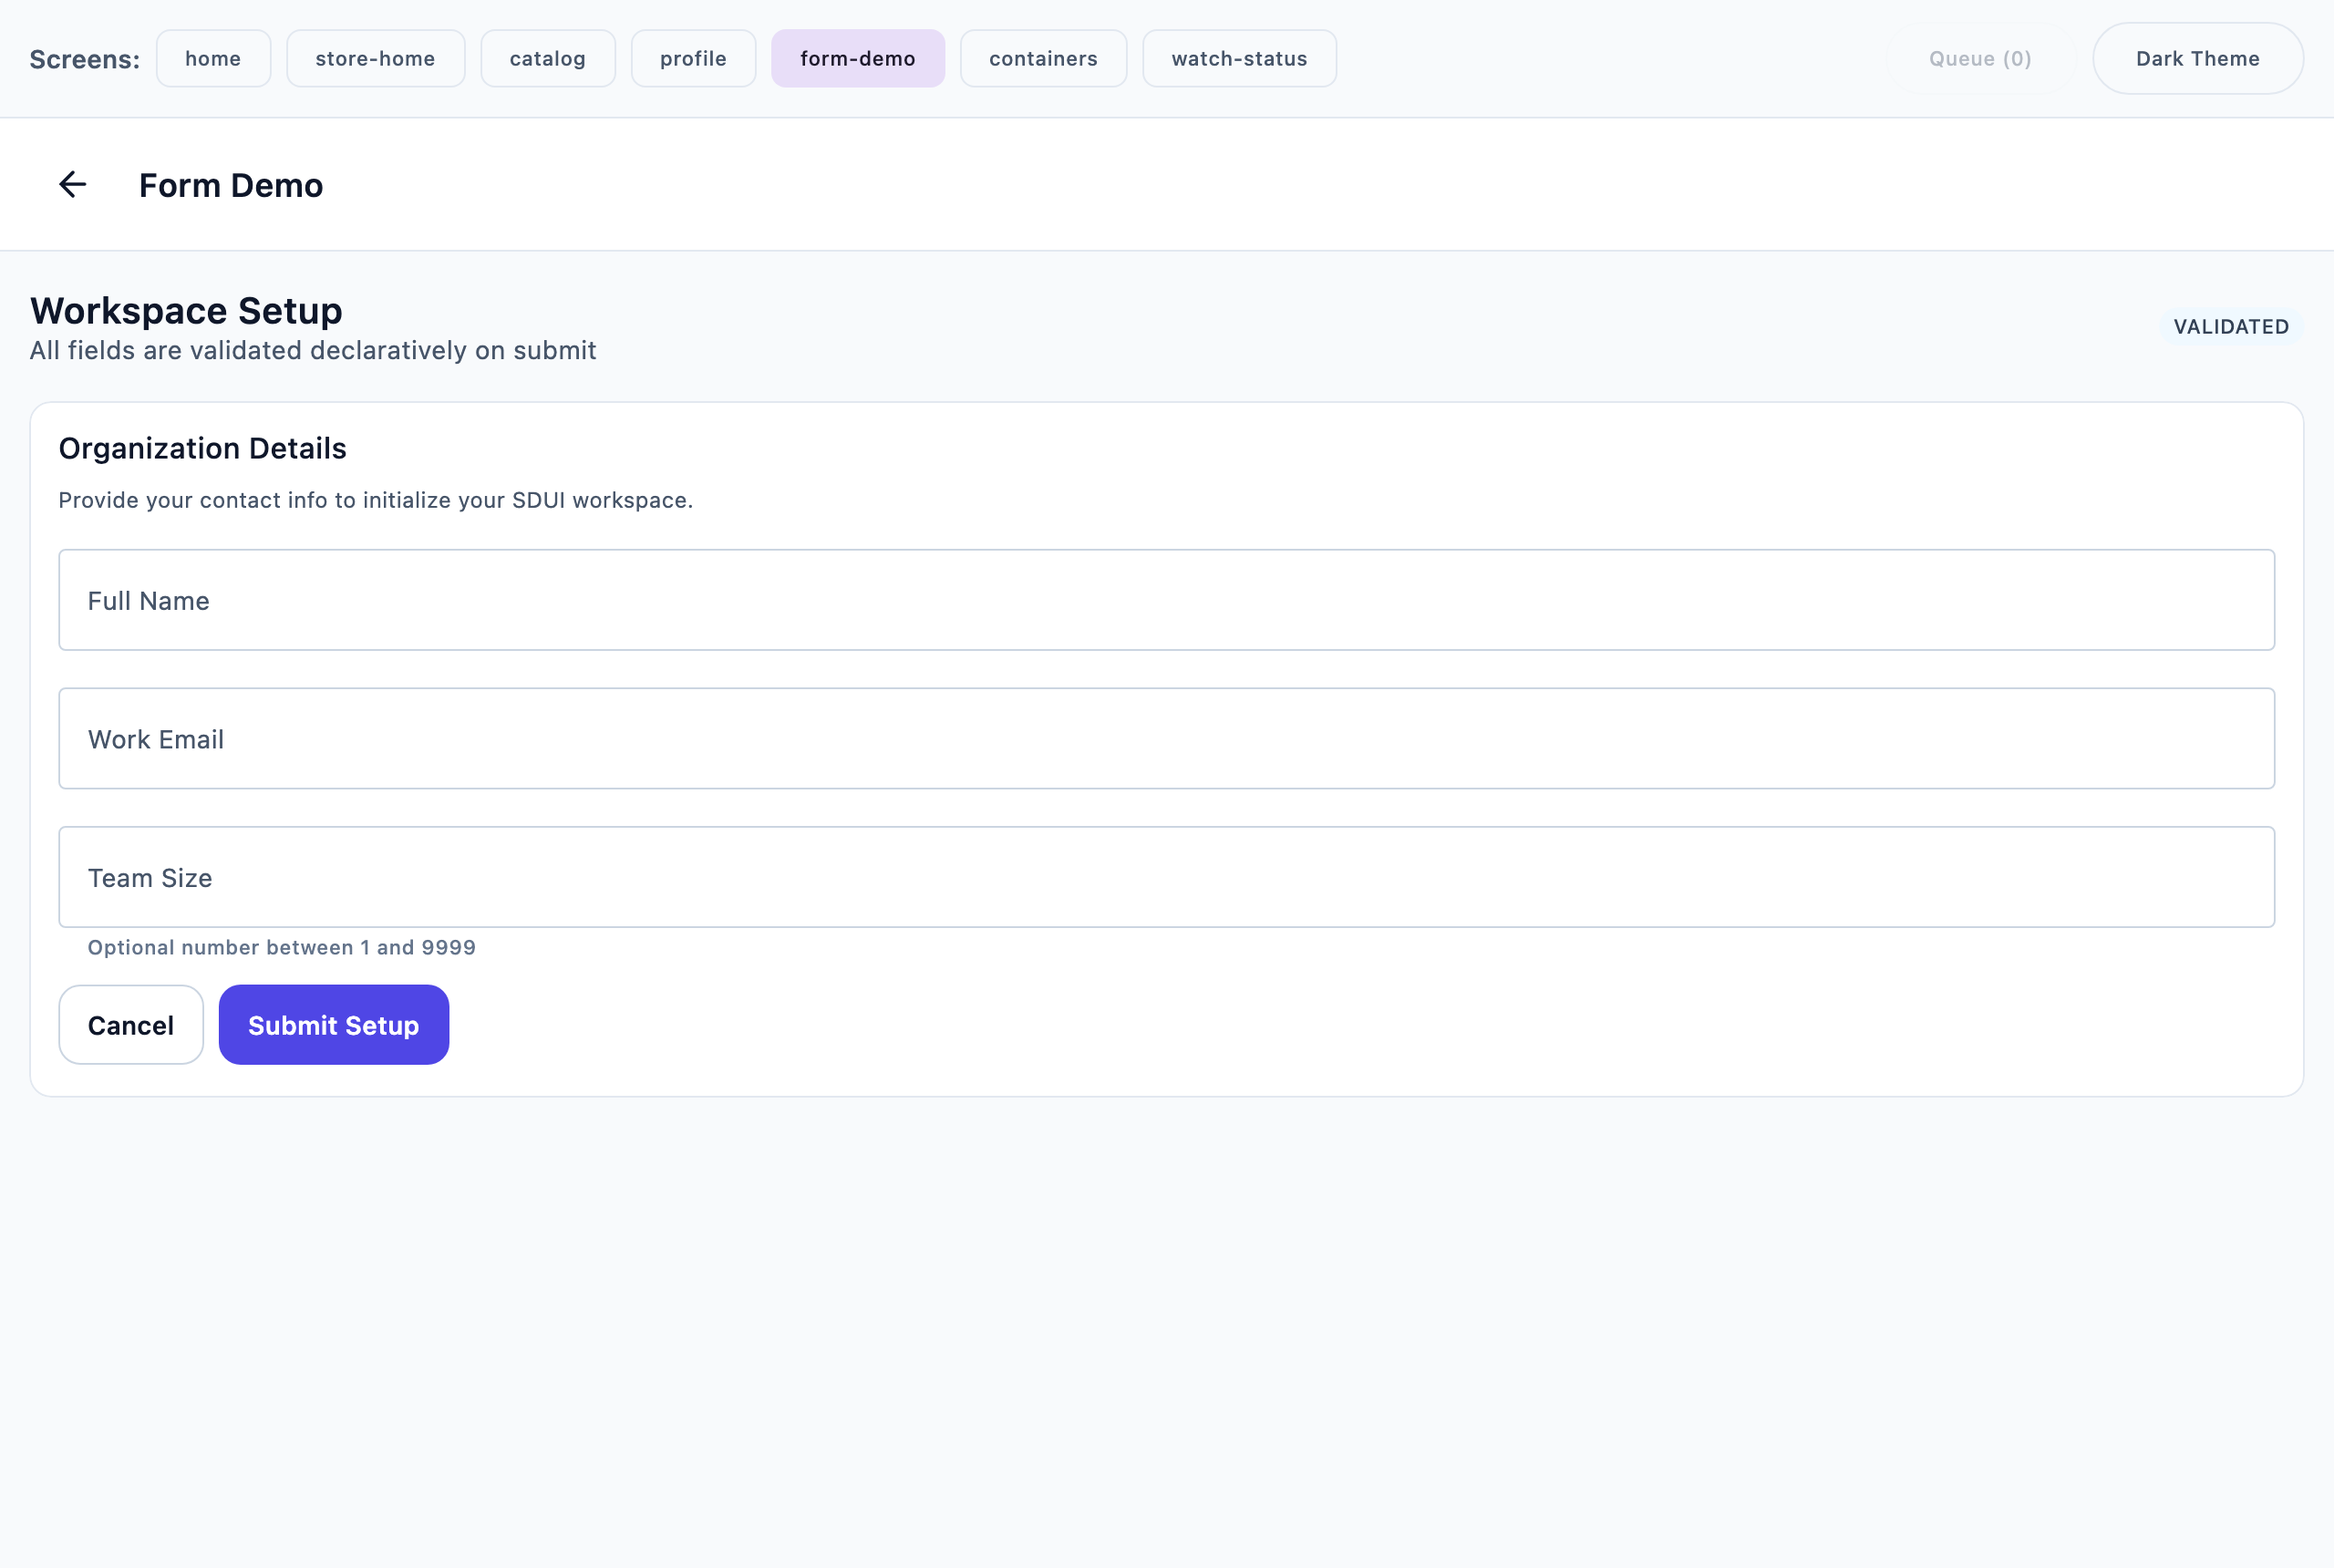 Screens: home store-home catalog profile form-demo containers watch-status Queue (0) Dark Theme
Form Demo
Workspace Setup
All fields are validated declaratively on submit
VALIDATED
Organization Details
Provide your contact info to initialize your SDUI workspace.
Full Name
Work Email
Team Size
Optional number between 1 and 9999
Cancel Submit Setup